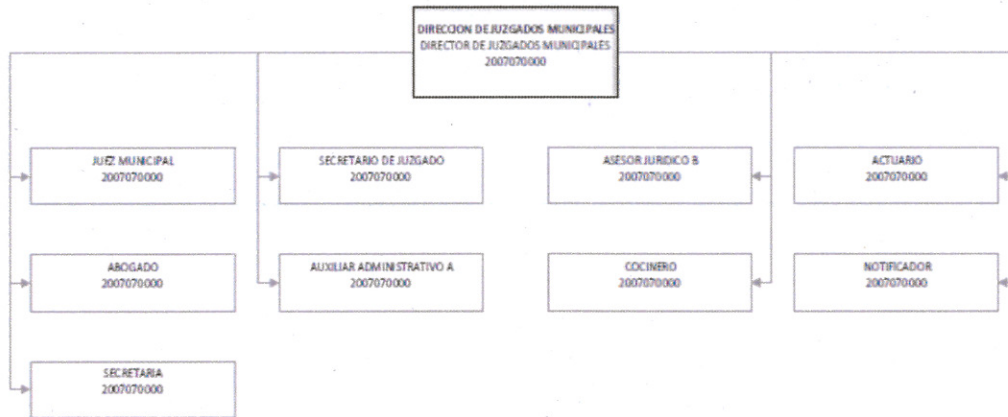 DIRECCION DE JUZGADOS MUNICIPALES
DIRECTOR DE JUZGADOS MUNICIPALES
2007070000
JUEZ MUNICIPAL
2007070000
SECRETARIO DE JUZGADO
2007070000
ASESOR JURIDICO B
2007070000
ACTUARIO
2007070000
ABOGADO
2007070000
AUXILIAR ADMINISTRATIVO A
2007070000
COCINERO
2007070000
NOTIFICADOR
2007070000
SECRETARIA
2007070000